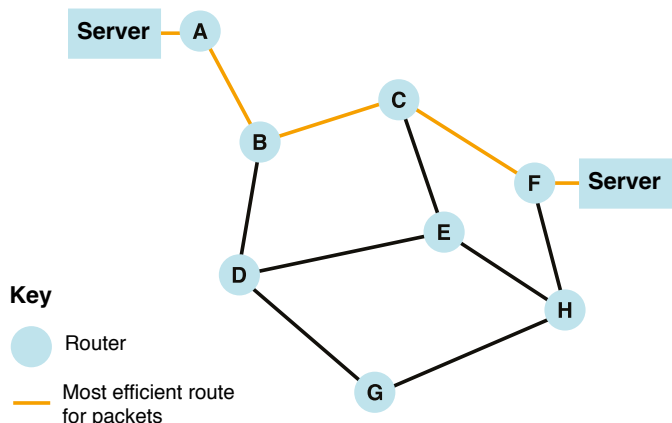 Server
A
C
B
F
Server
E
D
Key
H
Router
G
Most efficient route
for packets